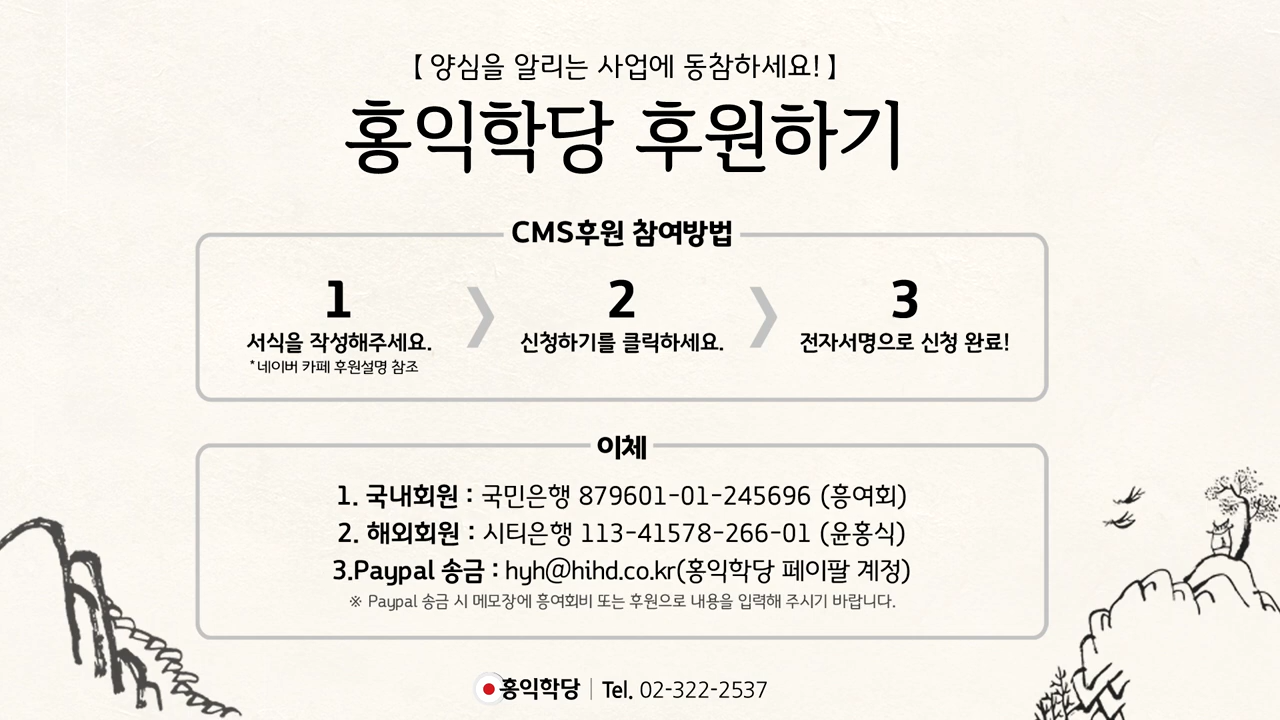 【 양심을 알리는 사업에 동참하세요! 】
홍익학당 후원하기
CMS후원 참여방법
1
서식을 작성해주세요.
*네이버 카페 후원설명 참조
2
신청하기를 클릭하세요.
3
전자서명으로 신청 완료!
이체
1. 국내회원 : 국민은행 879601-01-245696 (흥여회)
2. 해외회원 : 시티은행 113-41578-266-01 (윤홍식)
3.Paypal 송금 : hyh@hihd.co.kr(홍익학당 페이팔 계정)
※ Paypal 송금 시 메모장에 흥여회비 또는 후원으로 내용을 입력해 주시기 바랍니다.
홍익학당 | Tel. 02-322-2537